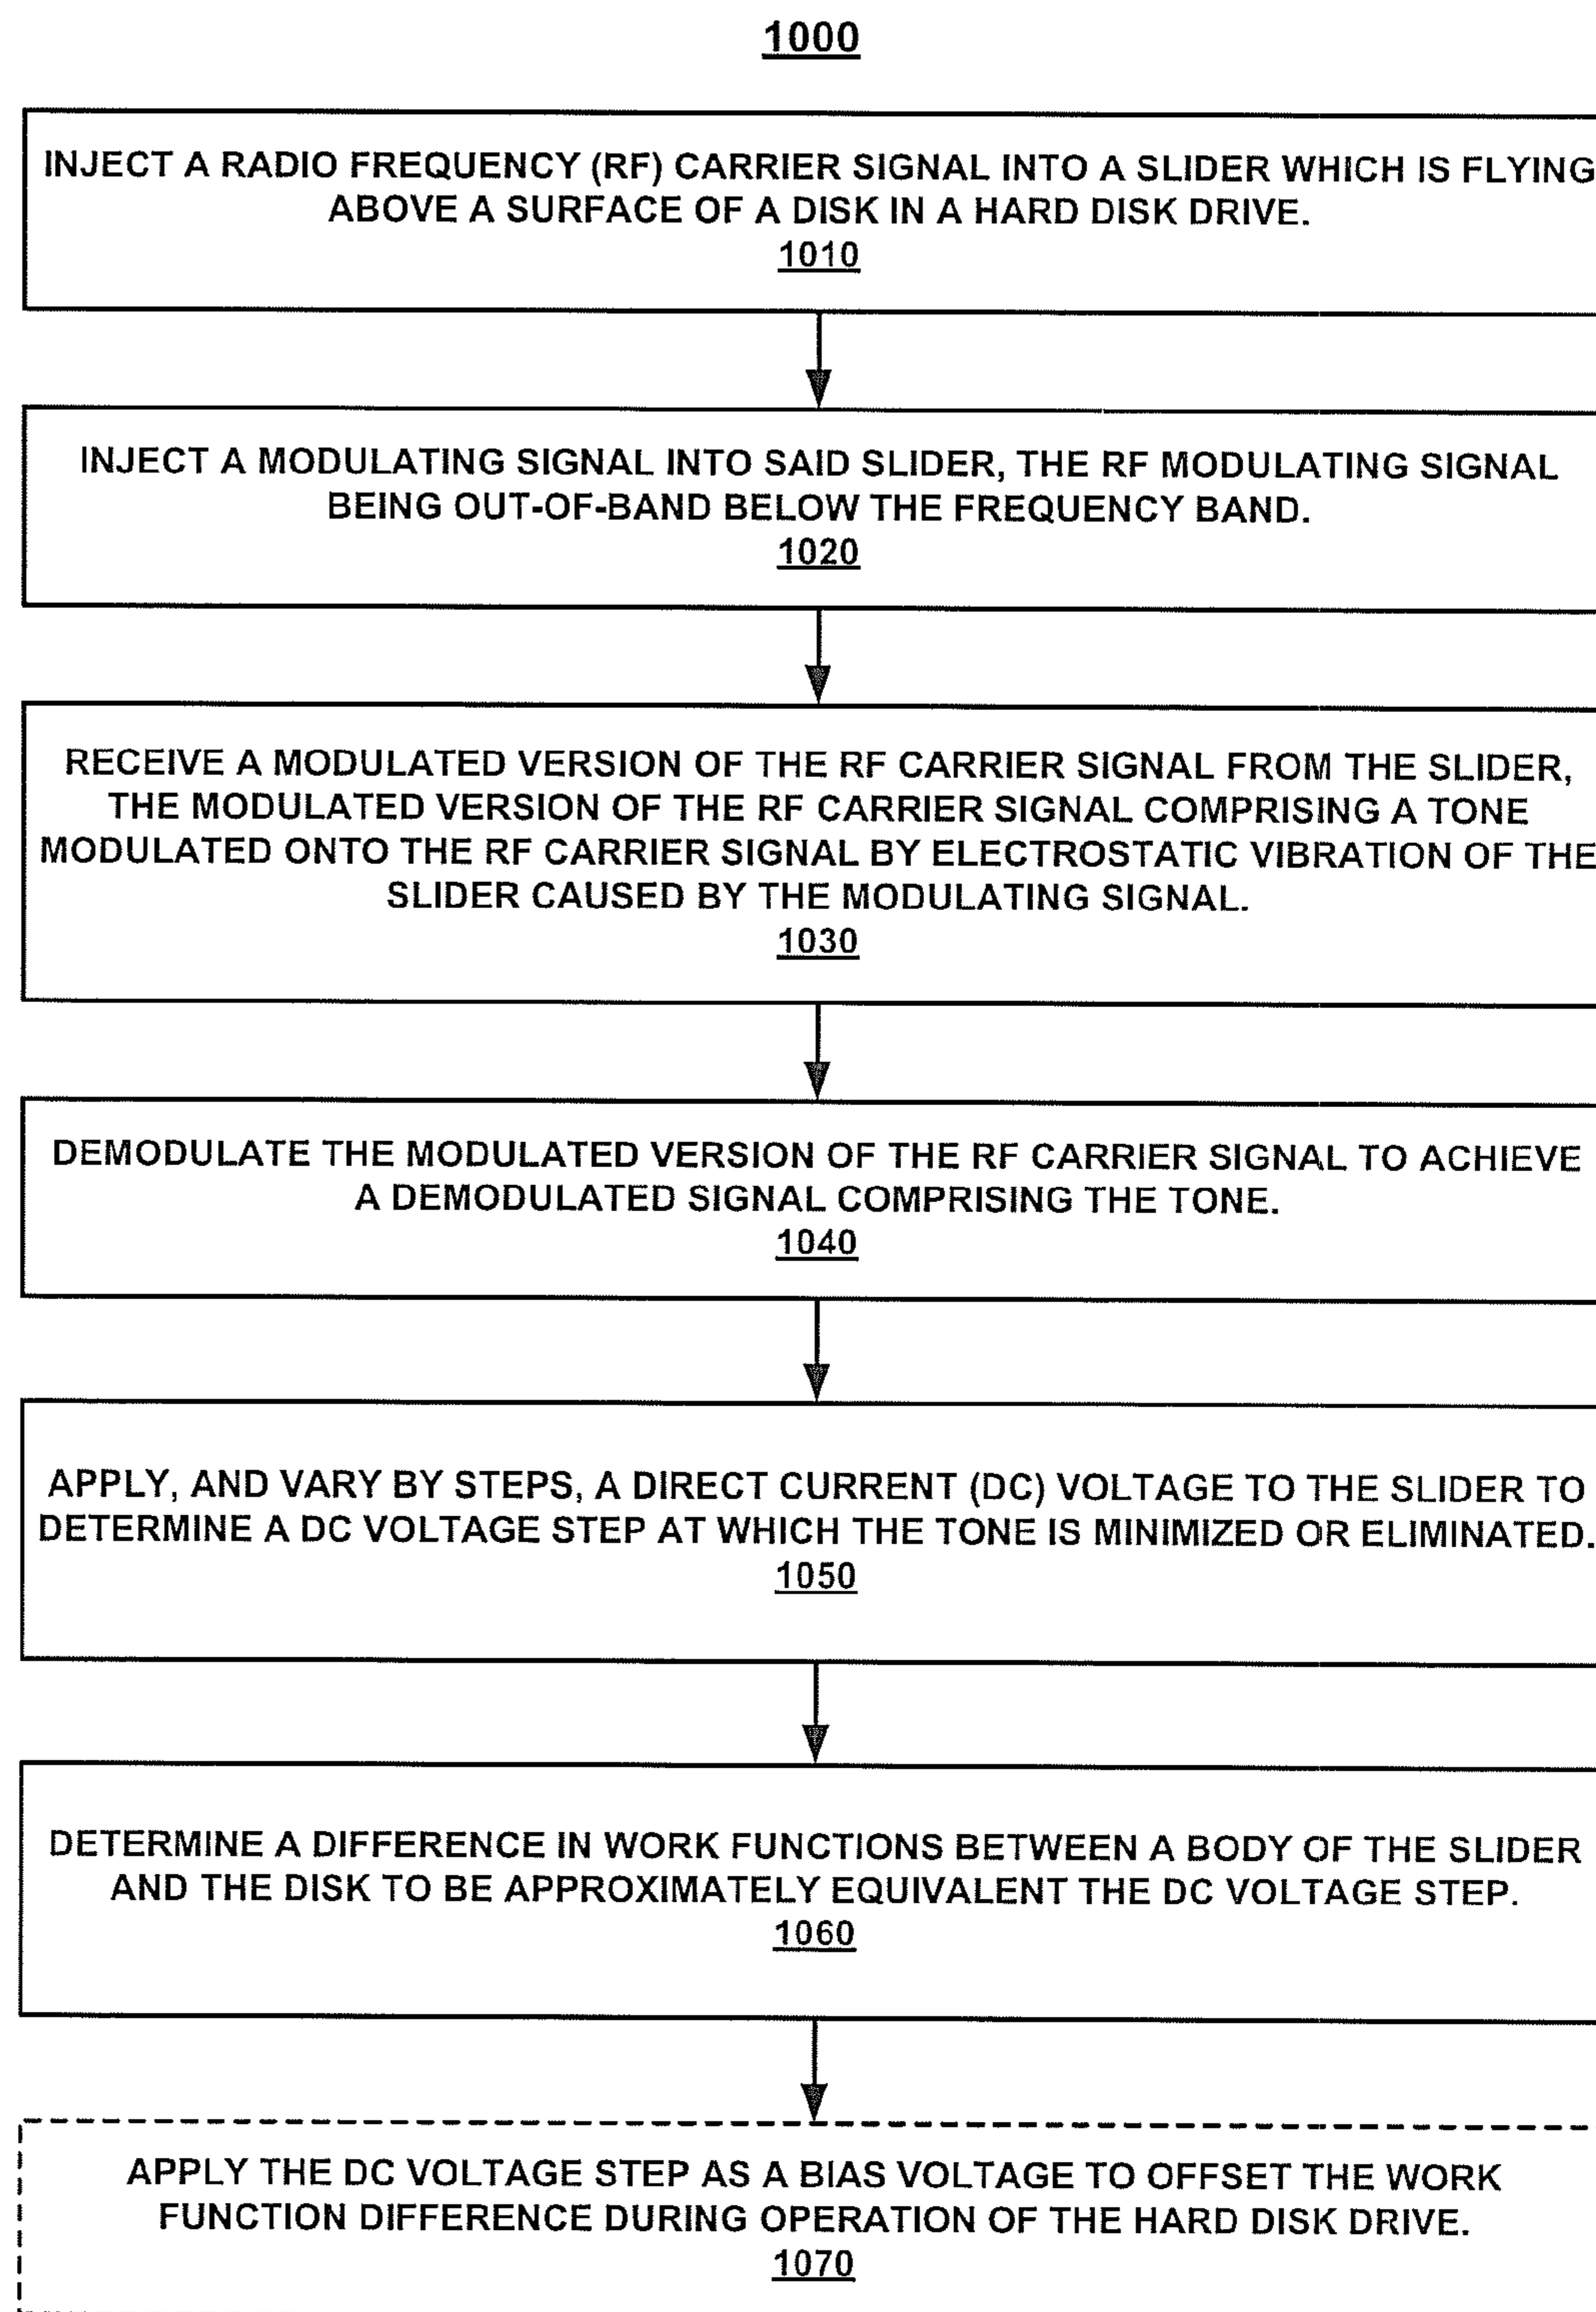 1000
INJECT A RADIO FREQUENCY (RF) CARRIER SIGNAL INTO A SLIDER WHICH IS FLYING
ABOVE A SURFACE OF A DISK IN A HARD DISK DRIVE.
1010
INJECT A MODULATING SIGNAL INTO SAID SLIDER, THE RF MODULATING SIGNAL
BEING OUT-OF-BAND BELOW THE FREQUENCY BAND.
1020
RECEIVE A MODULATED VERSION OF THE RF CARRIER SIGNAL FROM THE SLIDER,
THE MODULATED VERSION OF THE RF CARRIER SIGNAL COMPRISING A TONE
MODULATED ONTO THE RF CARRIER SIGNAL BY ELECTROSTATIC VIBRATION OF THE
SLIDER CAUSED BY THE MODULATING SIGNAL.
1030
DEMODULATE THE MODULATED VERSION OF THE RF CARRIER SIGNAL TO ACHIEVE
A DEMODULATED SIGNAL COMPRISING THE TONE.
1040
APPLY, AND VARY BY STEPS, A DIRECT CURRENT (DC) VOLTAGE TO THE SLIDER TO
DETERMINE A DC VOLTAGE STEP AT WHICH THE TONE IS MINIMIZED OR ELIMINATED.
1050
DETERMINE A DIFFERENCE IN WORK FUNCTIONS BETWEEN A BODY OF THE SLIDER
AND THE DISK TO BE APPROXIMATELY EQUIVALENT THE DC VOLTAGE STEP.
1060
APPLY THE DC VOLTAGE STEP AS A BIAS VOLTAGE TO OFFSET THE WORK
FUNCTION DIFFERENCE DURING OPERATION OF THE HARD DISK DRIVE.
1070